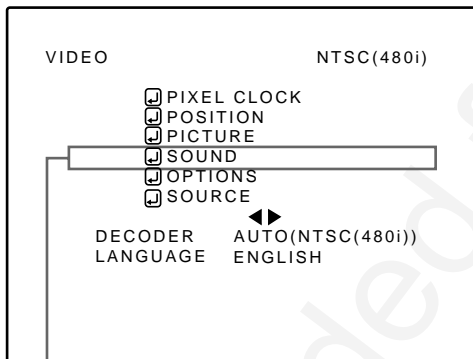 VIDEO NTSC(480i)
PIXEL CLOCK
POSITION
PICTURE
SOUND
OPTIONS
SOURCE
DECODER AUTO(NTSC(480i))
LANGUAGE ENGLISH